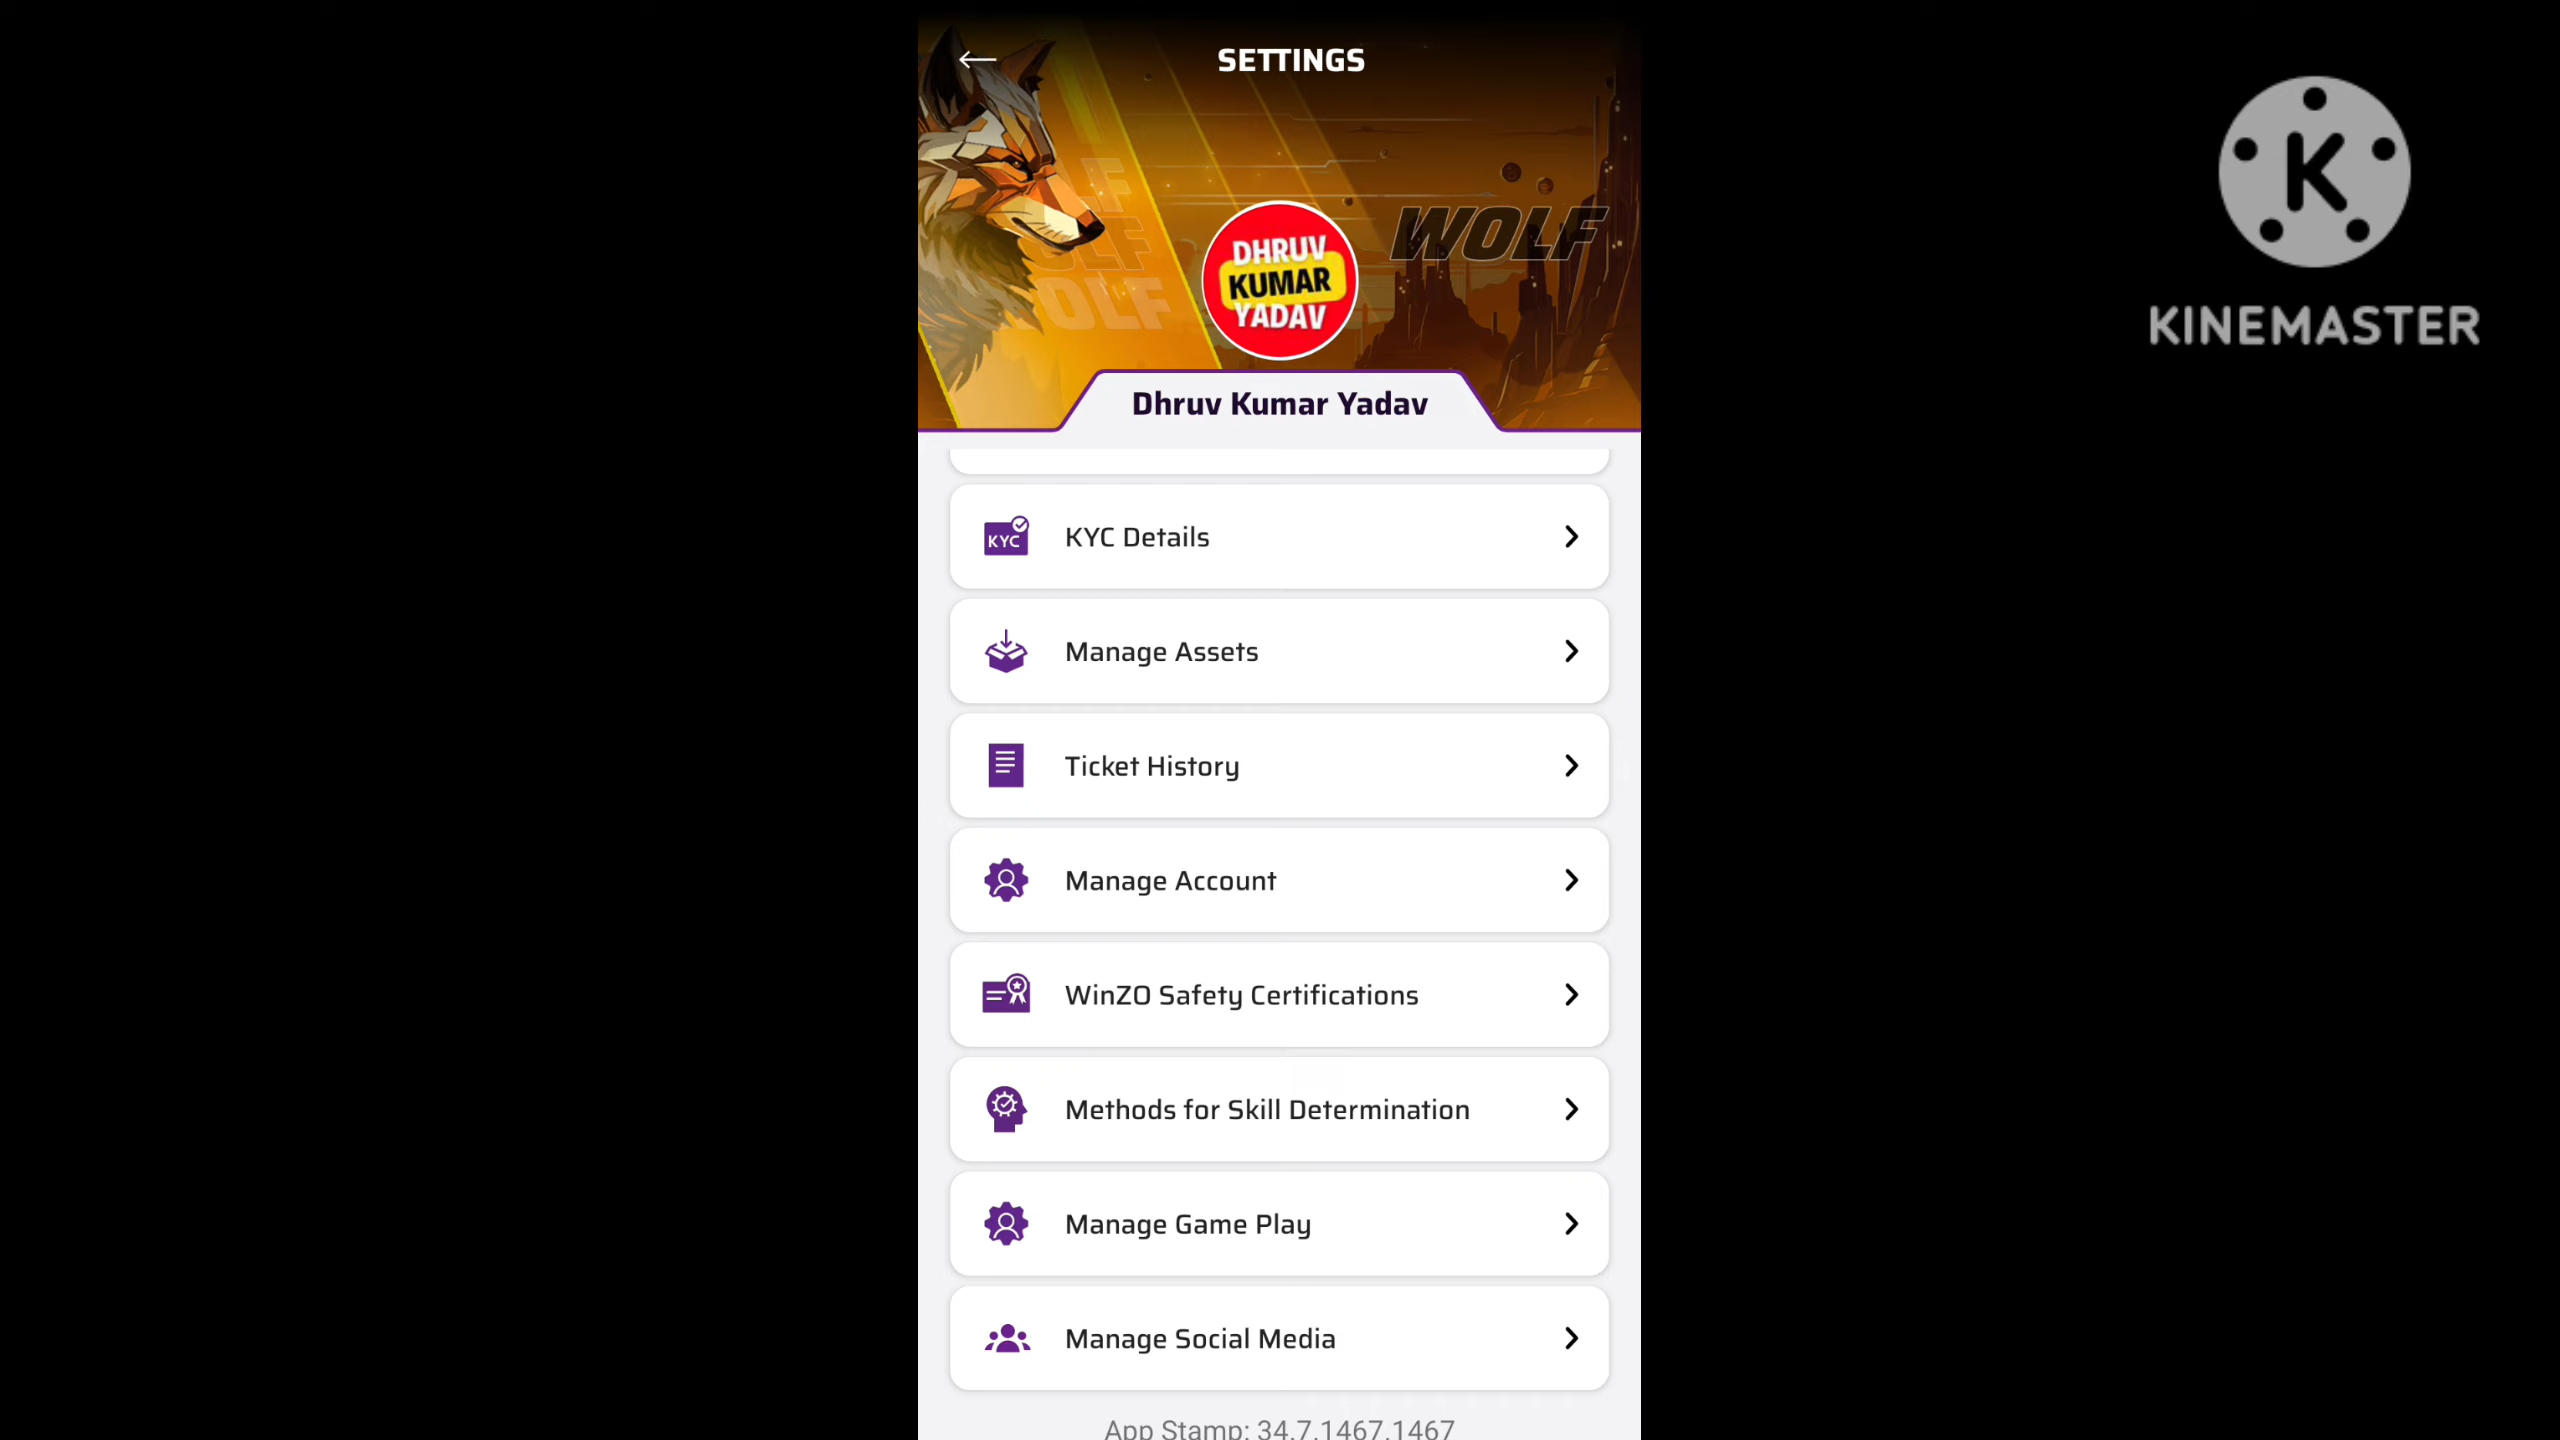 SETTINGS
K
KINEMASTER
WOLF
DHRUV
KUMAR
YADAV
OLF
Dhruv Kumar Yadav
KYC
KYC Details
Manage Assets
Ticket History
Manage Account
WinZO Safety Certifications
Methods for Skill Determination
Manage Game Play
Manage Social Media
App Stamp: 34.7.1467.1467